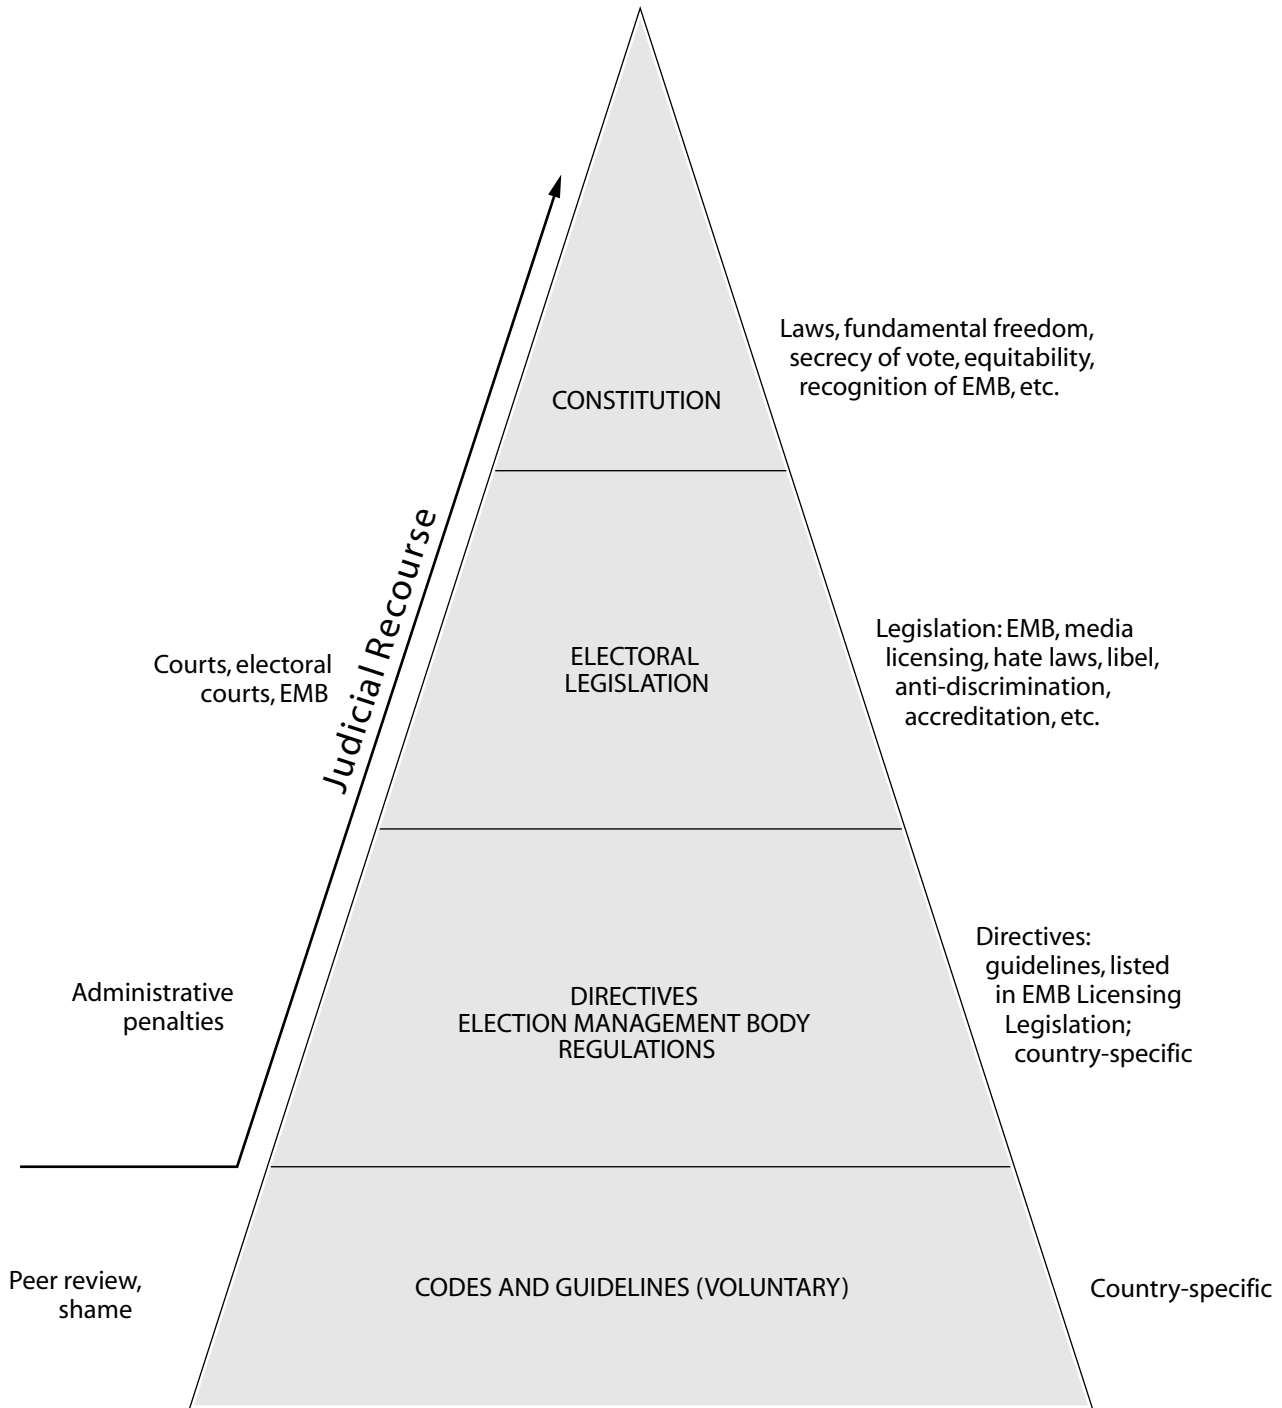 Laws, fundamental freedom,
secrecy of vote, equitability,
recognition of EMB, etc.
CONSTITUTION
Judicial Recourse
Courts, electoral
courts, EMB
ELECTORAL
LEGISLATION
Legislation: EMB, media
licensing, hate laws, libel,
anti-discrimination,
accreditation, etc.
Administrative
penalties
DIRECTIVES
ELECTION MANAGEMENT BODY
REGULATIONS
Directives:
guidelines, listed
in EMB Licensing
Legislation;
country-specific
Peer review,
shame
CODES AND GUIDELINES (VOLUNTARY)
Country-specific